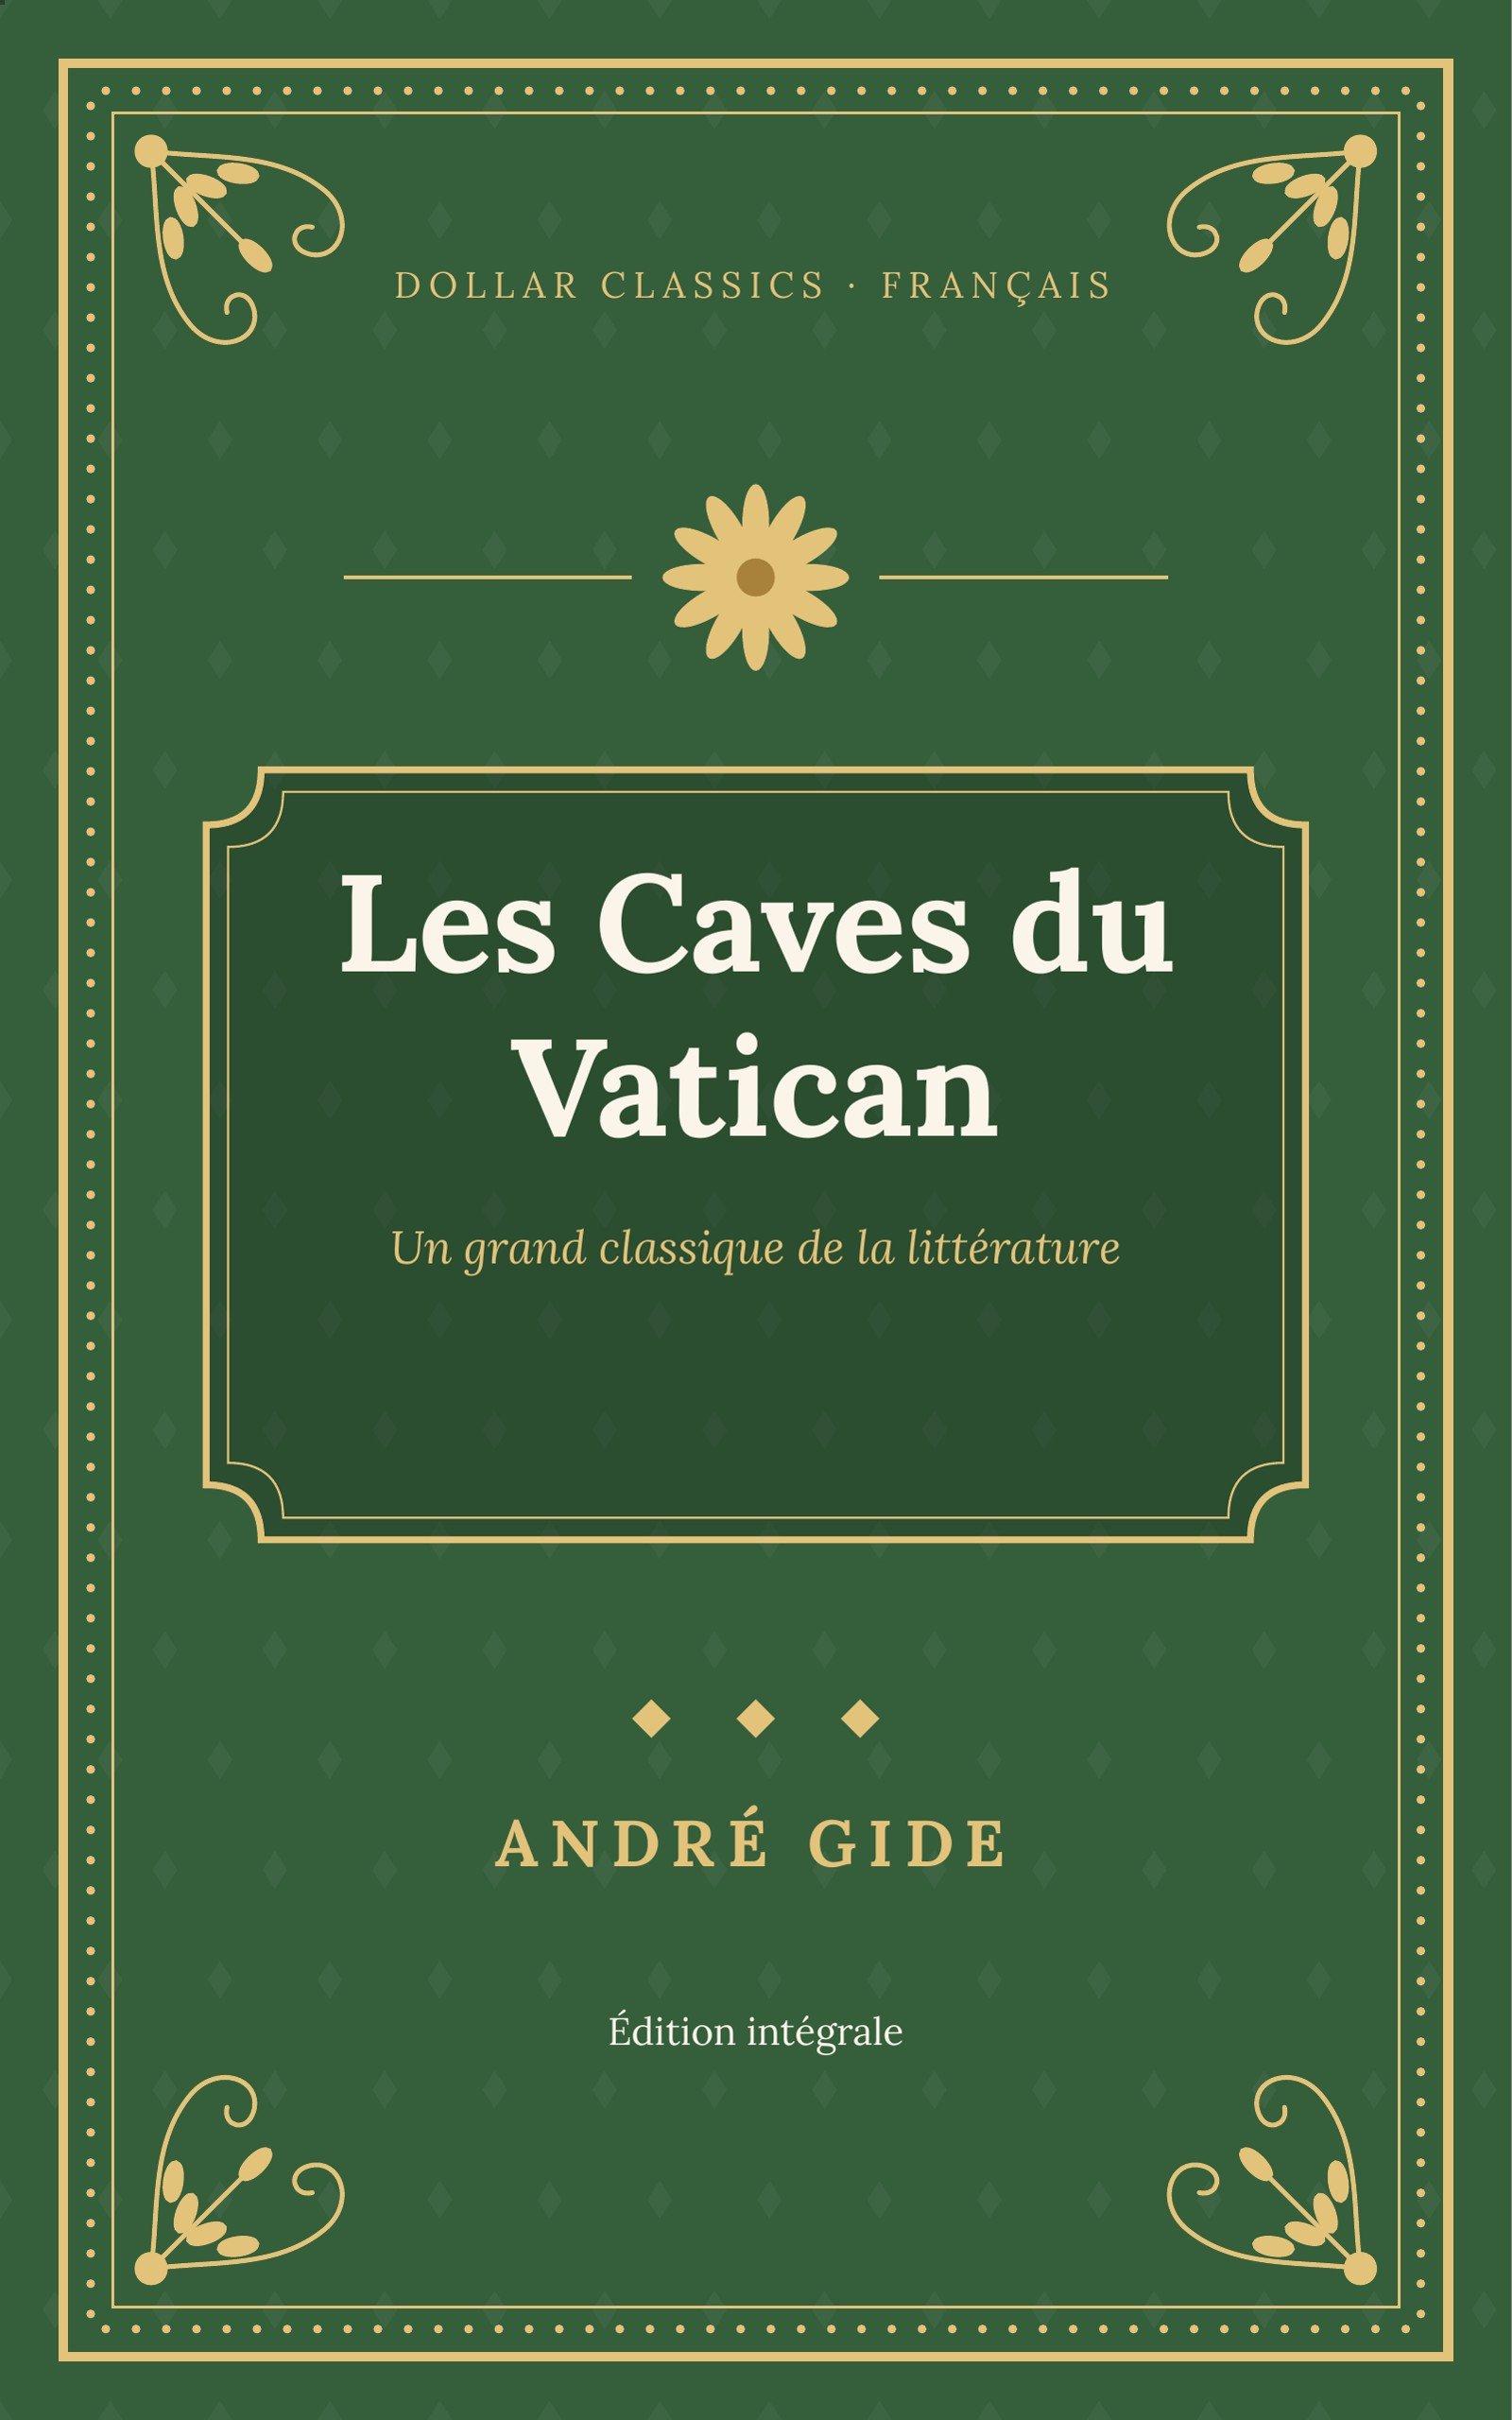 DOLLAR CLASSICS · FRANÇAIS
Les Caves du
Vatican
Un grand classique de la littérature
ANDRÉ GIDE
Édition intégrale